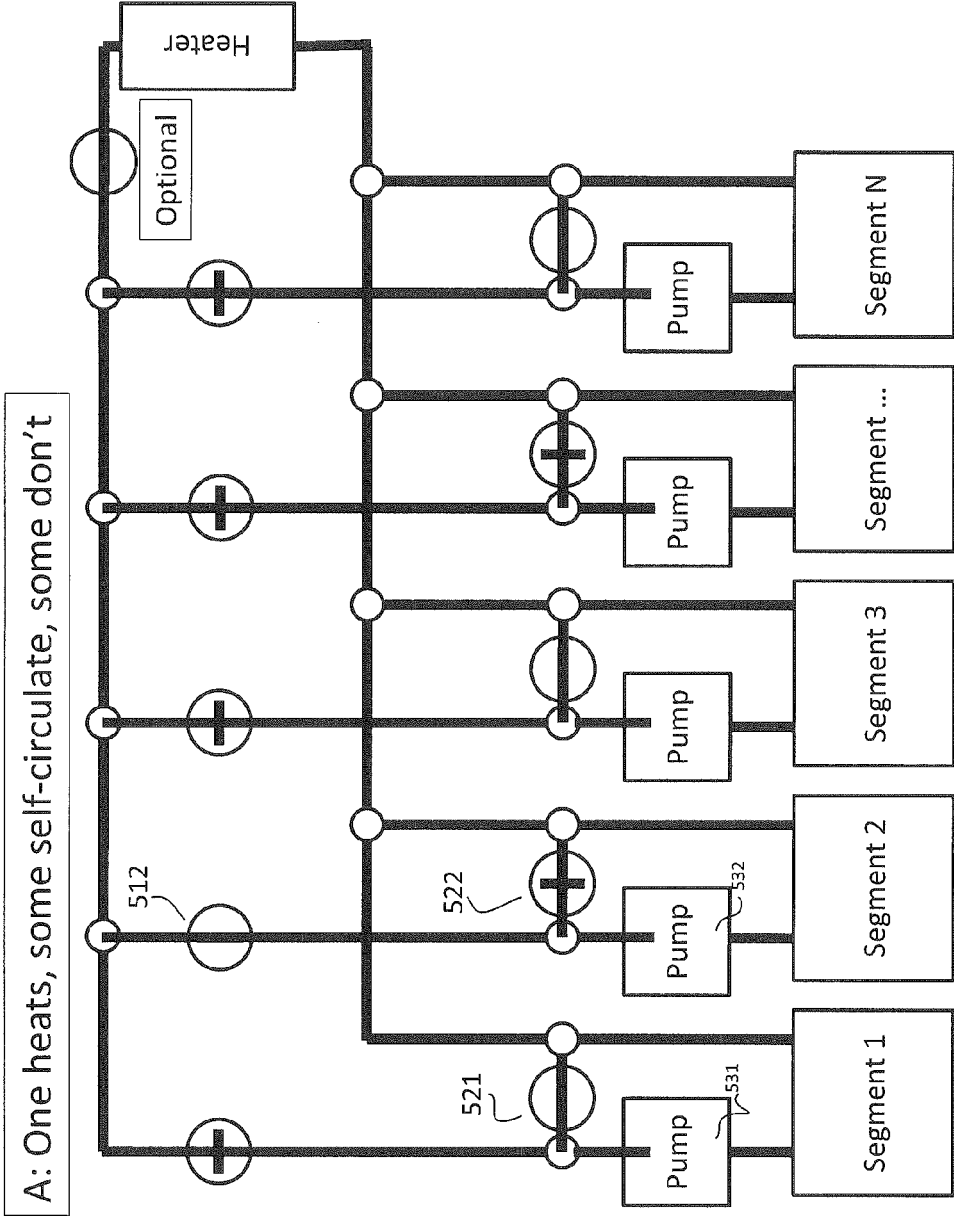 A: One heats, some self-circulate, some don't
Heater
Optional
512
521
522
Pump
531
Pump
532
Pump
Pump
Pump
Segment 1
Segment 2
Segment 3
Segment ...
Segment N